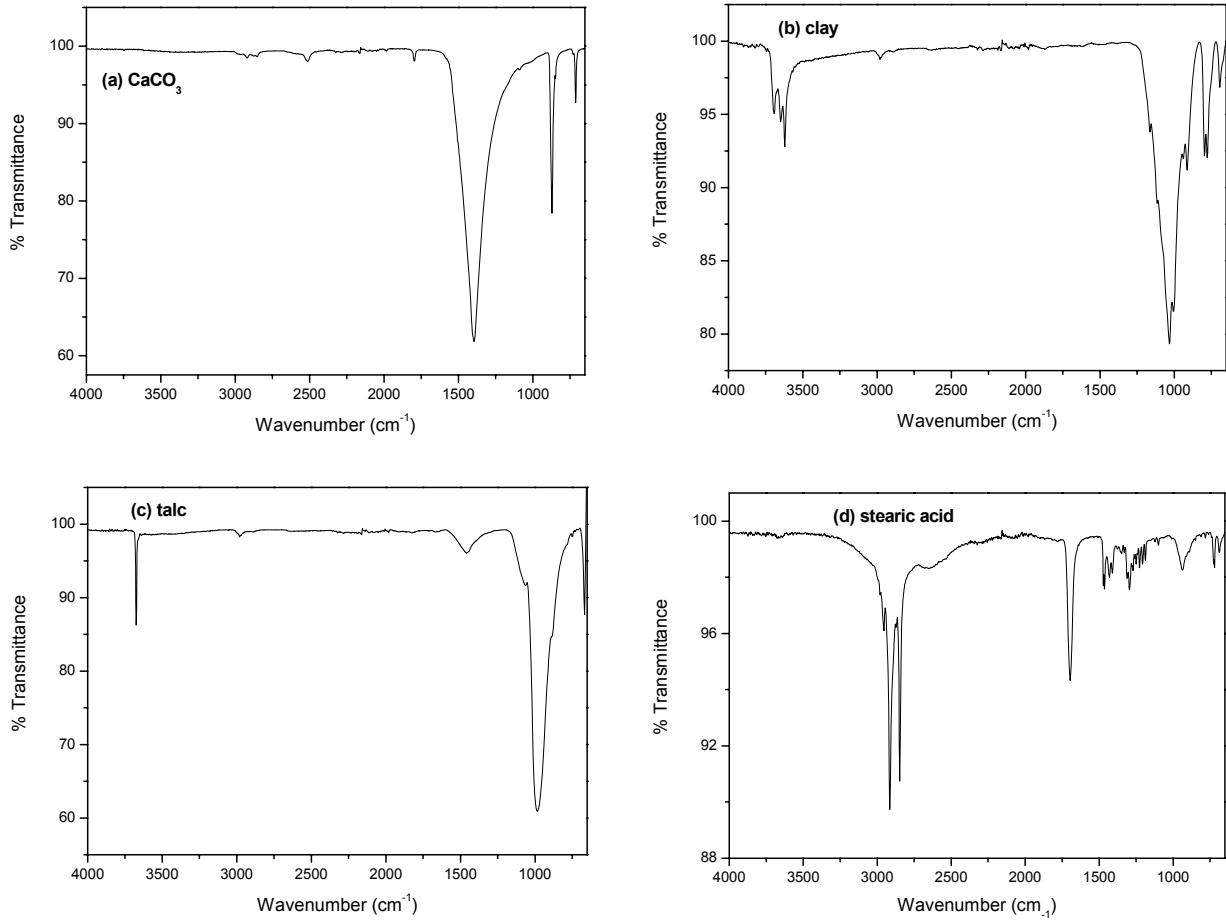 (a) CaCO₃
% Transmittance
100
90
80
70
60
4000 3500 3000 2500 2000 1500 1000
Wavenumber (cm⁻¹)
(b) clay
% Transmittance
100
95
90
85
80
4000 3500 3000 2500 2000 1500 1000
Wavenumber (cm⁻¹)
(c) talc
% Transmittance
100
90
80
70
60
4000 3500 3000 2500 2000 1500 1000
Wavenumber (cm⁻¹)
(d) stearic acid
% Transmittance
100
96
92
88
4000 3500 3000 2500 2000 1500 1000
Wavenumber (cm⁻¹)